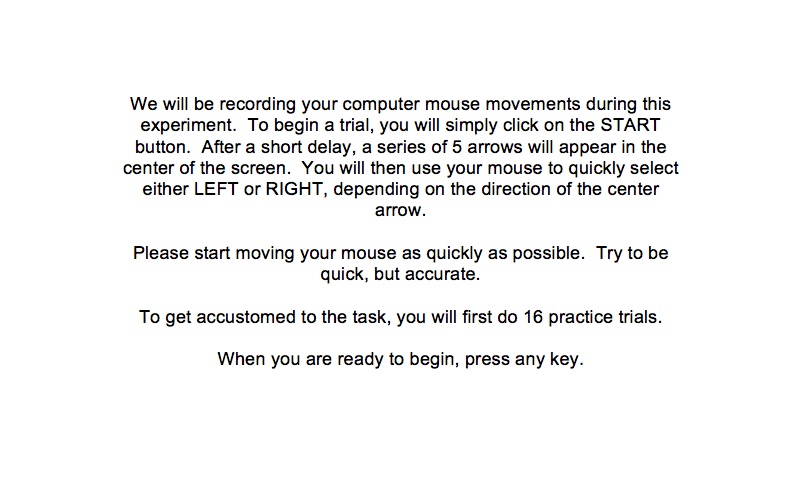 We will be recording your computer mouse movements during this
experiment.  To begin a trial, you will simply click on the START
button.  After a short delay, a series of 5 arrows will appear in the
center of the screen.  You will then use your mouse to quickly select
either LEFT or RIGHT, depending on the direction of the center
arrow.
Please start moving your mouse as quickly as possible.  Try to be
quick, but accurate.
To get accustomed to the task, you will first do 16 practice trials.
When you are ready to begin, press any key.